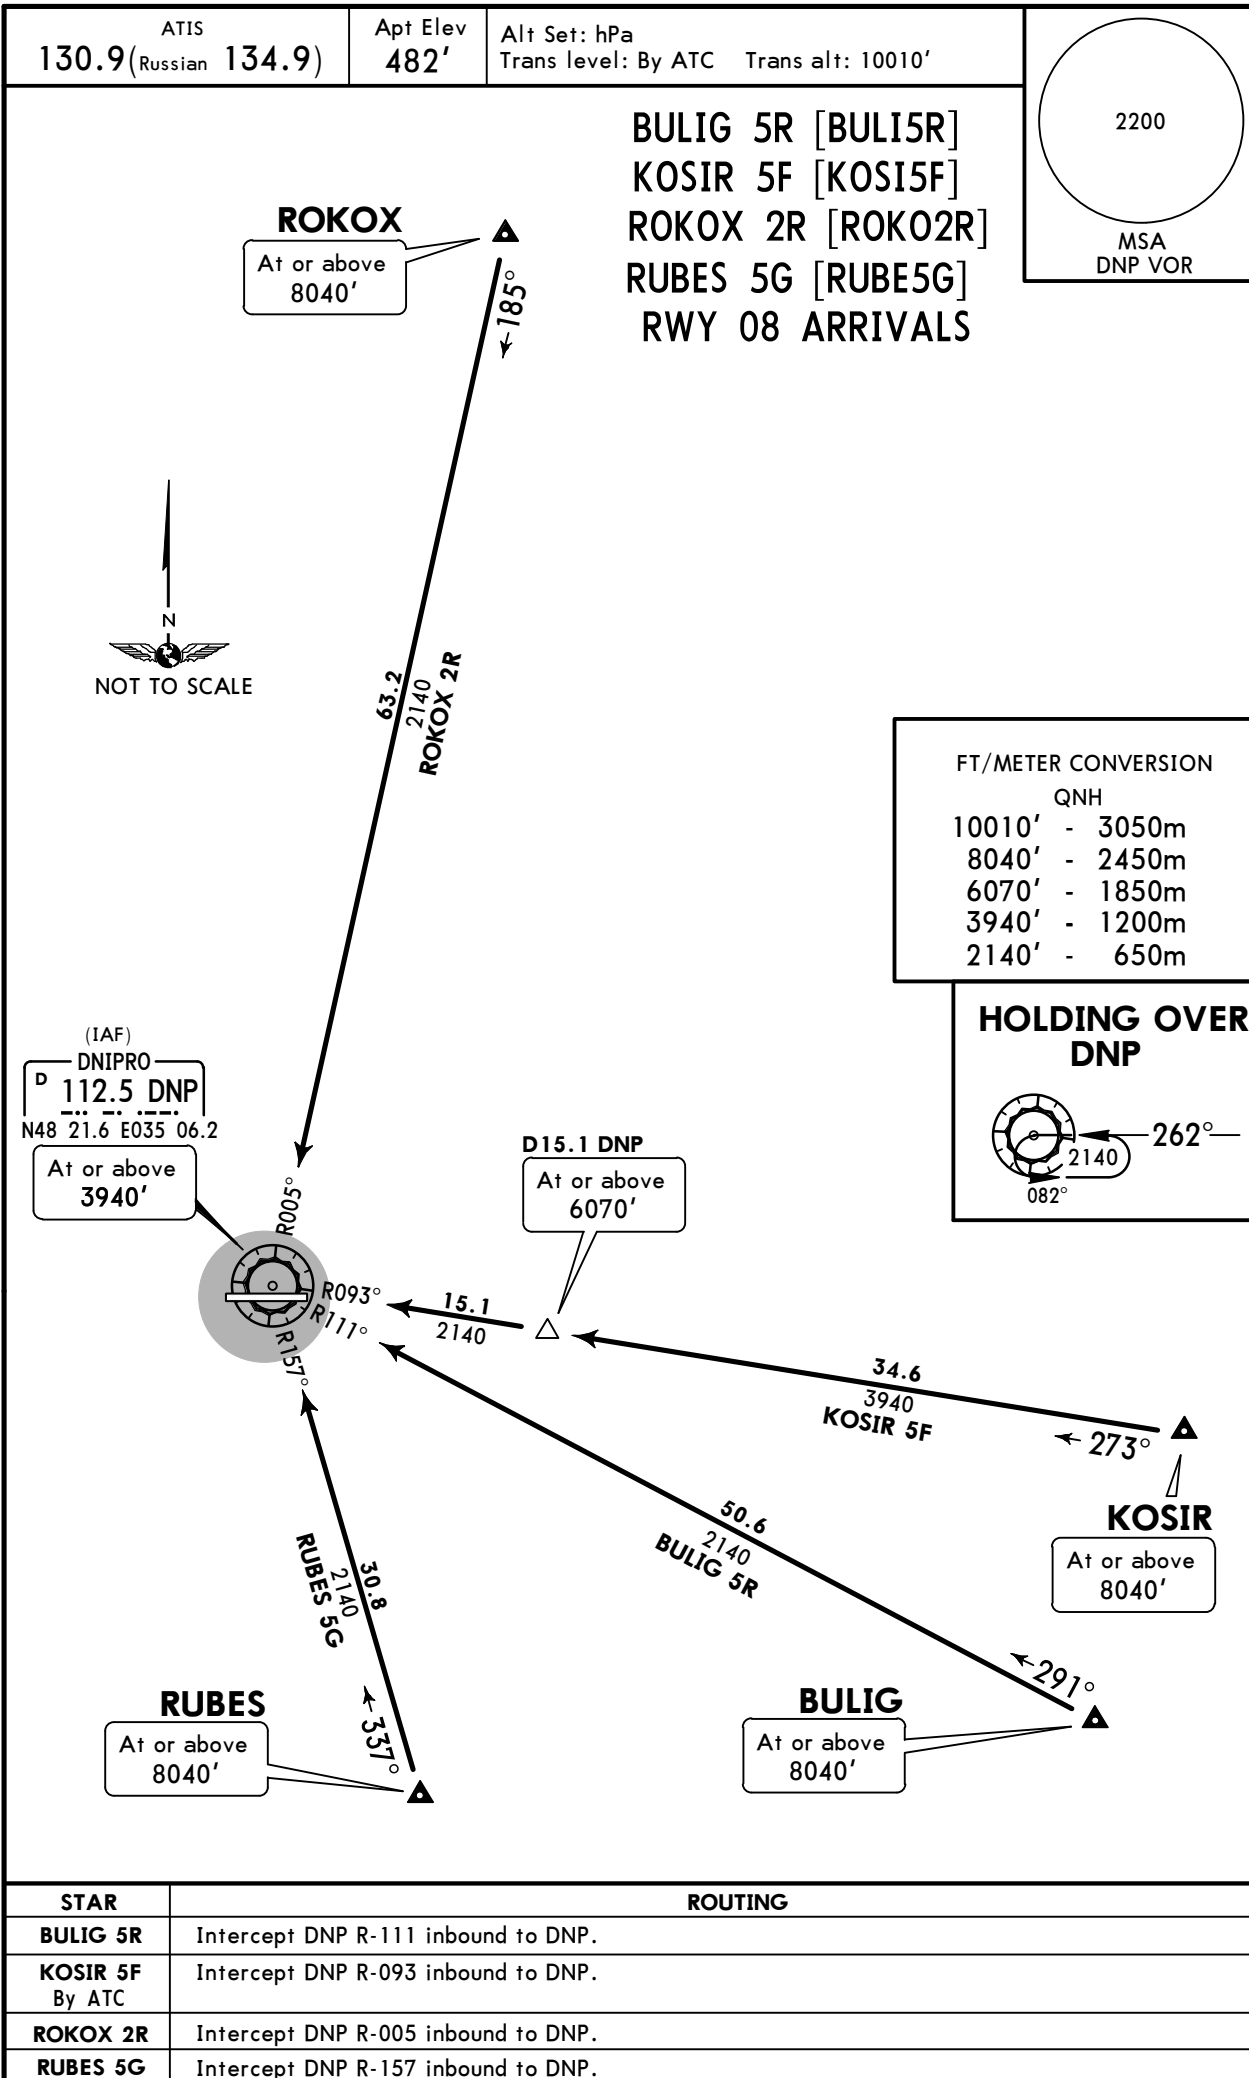 ATIS
130.9(Russian 134.9)
Apt Elev
482'
Alt Set: hPa
Trans level: By ATC Trans alt: 10010'
2200
MSA
DNP VOR
BULIG 5R [BULI5R]
KOSIR 5F [KOSI5F]
ROKOX 2R [ROKO2R]
RUBES 5G [RUBE5G]
RWY 08 ARRIVALS
ROKOX
At or above
8040'
185°
N
NOT TO SCALE
63.2
2140
ROKOX 2R
FT/METER CONVERSION
QNH
10010' - 3050m
8040' - 2450m
6070' - 1850m
3940' - 1200m
2140' - 650m
HOLDING OVER
DNP
262°
2140
082°
(IAF)
DNIPRO
D 112.5 DNP
N48 21.6 E035 06.2
At or above
3940'
R005°
D15.1 DNP
At or above
6070'
R093°
R111°
R157°
15.1
2140
34.6
3940
KOSIR 5F
273°
KOSIR
At or above
8040'
50.6
2140
BULIG 5R
291°
BULIG
At or above
8040'
30.8
2140
RUBES 5G
337°
RUBES
At or above
8040'
STAR ROUTING
BULIG 5R Intercept DNP R-111 inbound to DNP.
KOSIR 5F Intercept DNP R-093 inbound to DNP.
By ATC
ROKOX 2R Intercept DNP R-005 inbound to DNP.
RUBES 5G Intercept DNP R-157 inbound to DNP.